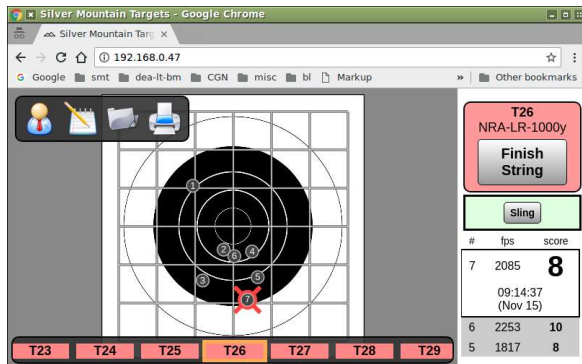 Silver Mountain Targets - Google Chrome
Silver Mountain Targ
192.168.0.47
Google smt dea-lt-bm CGN misc bl Markup » Other bookmarks
T26
NRA-LR-1000y
Finish
String
Sling
# fps score
7 2085 8
09:14:37
(Nov 15)
6 2253 10
5 1817 8
1
2
6
4
3
5
7
T23 T24 T25 T26 T27 T28 T29